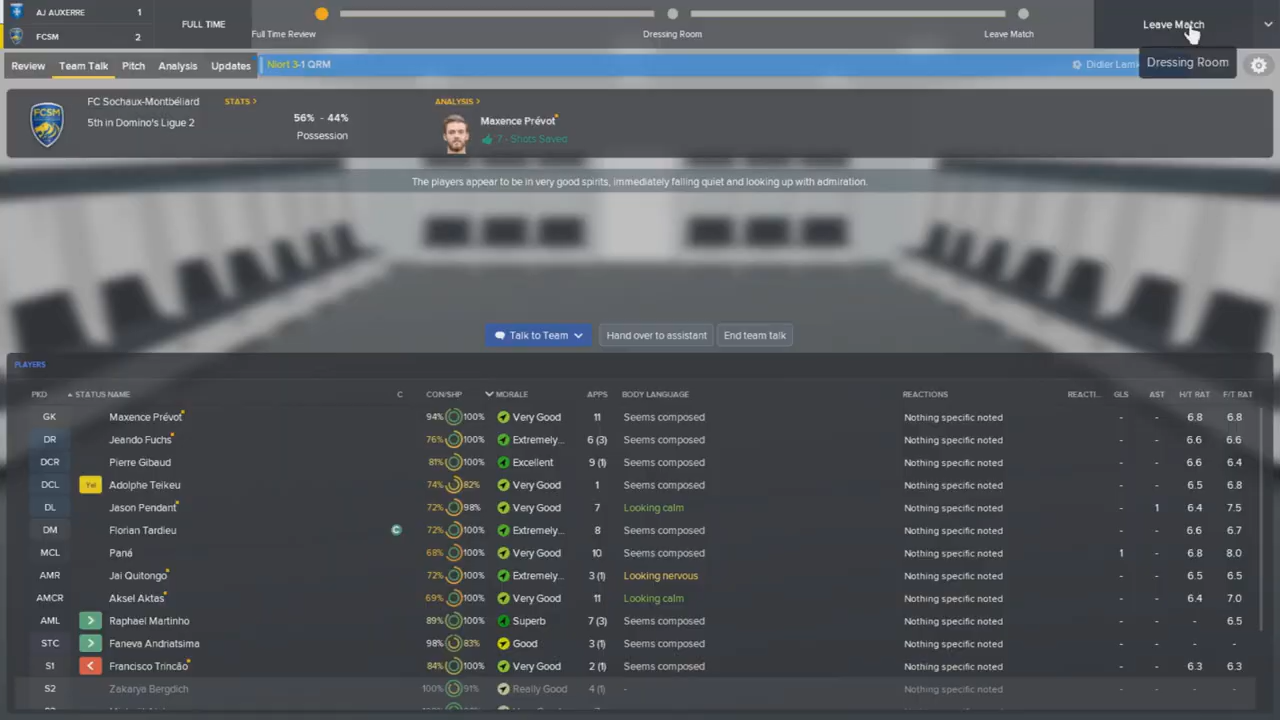 AJ AUXERRE 1
FCSM 2
FULL TIME
Full Time Review
Dressing Room
Leave Match
Leave Match
Dressing Room
Review Team Talk Pitch Analysis Updates
Niort 3-1 QRM
FC Sochaux-Montbéliard
5th in Domino's Ligue 2
STATS >
56% - 44%
Possession
ANALYSIS >
Maxence Prévot
7 - Shots Saved
The players appear to be in very good spirits, immediately falling quiet and looking up with admiration.
Talk to Team Hand over to assistant End team talk
PLAYERS
PKD STATUS NAME C CON/SHP MORALE APPS BODY LANGUAGE REACTIONS REACTI... GLS AST H/T RAT F/T RAT
GK Maxence Prévot 94% 100% Very Good 11 Seems composed Nothing specific noted - - 6.8 6.8
DR Jeando Fuchs 76% 100% Extremely... 6 (3) Seems composed Nothing specific noted - - 6.6 6.6
DCR Pierre Gibaud 81% 100% Excellent 9 (1) Seems composed Nothing specific noted - - 6.6 6.4
DCL Yel Adolphe Teikeu 74% 82% Very Good 1 Seems composed Nothing specific noted - - 6.5 6.8
DL Jason Pendant 72% 98% Very Good 7 Looking calm Nothing specific noted - 1 6.4 7.5
DM Florian Tardieu C 72% 100% Extremely... 8 Seems composed Nothing specific noted - - 6.6 6.7
MCL Paná 68% 100% Very Good 10 Seems composed Nothing specific noted 1 - 6.8 8.0
AMR Jai Quitongo 72% 100% Extremely... 3 (1) Looking nervous Nothing specific noted - - 6.5 6.5
AMCR Aksel Aktas 69% 100% Very Good 11 Looking calm Nothing specific noted - - 6.4 7.0
AML Raphael Martinho 89% 100% Superb 7 (3) Seems composed Nothing specific noted - - - 6.5
STC Faneva Andriatsima 98% 83% Good 3 (1) Seems composed Nothing specific noted - - - -
S1 Francisco Trincão 84% 100% Very Good 2 (1) Seems composed Nothing specific noted - - 6.3 6.3
S2 Zakarya Bergdich 100% 91% Really Good 4 (1) - Nothing specific noted - - - -